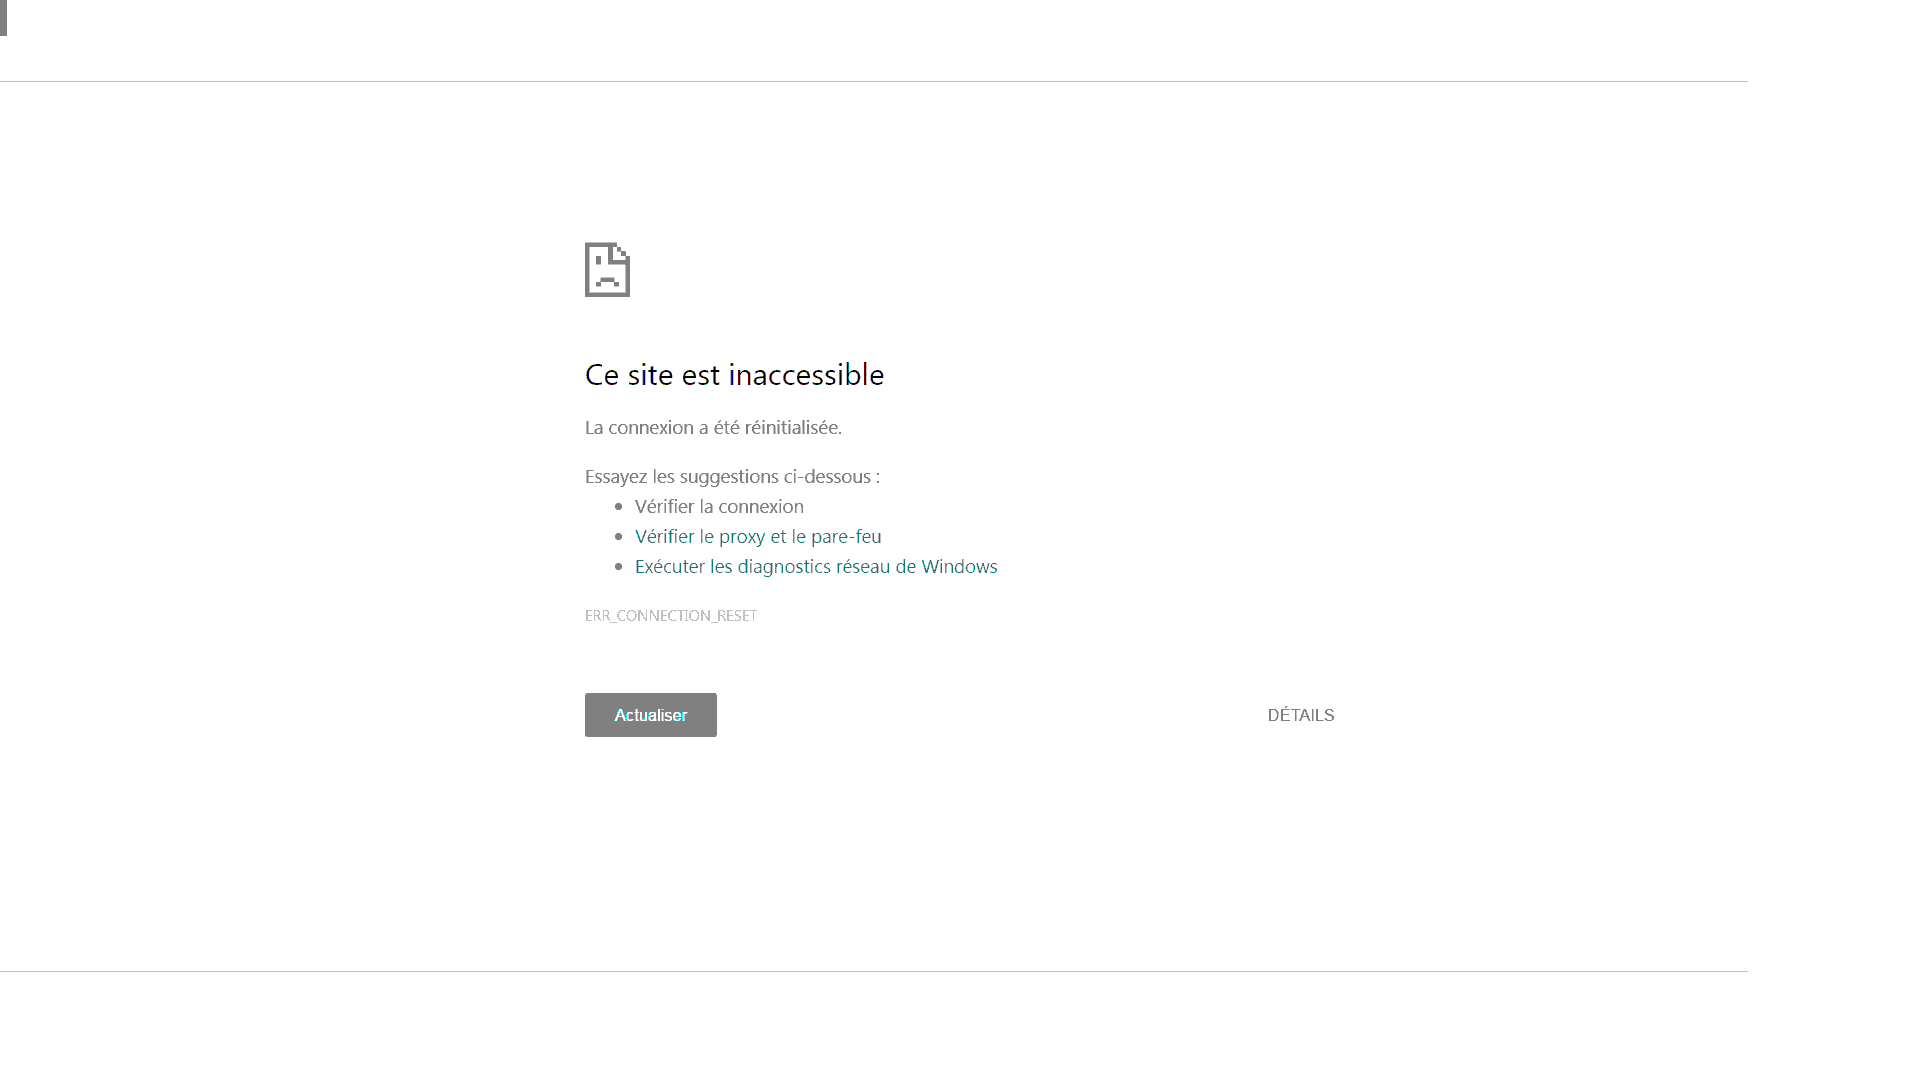 Ce site est inaccessible
La connexion a été réinitialisée.
Essayez les suggestions ci-dessous :
Vérifier la connexion
Vérifier le proxy et le pare-feu
Exécuter les diagnostics réseau de Windows
ERR_CONNECTION_RESET
Actualiser
DÉTAILS